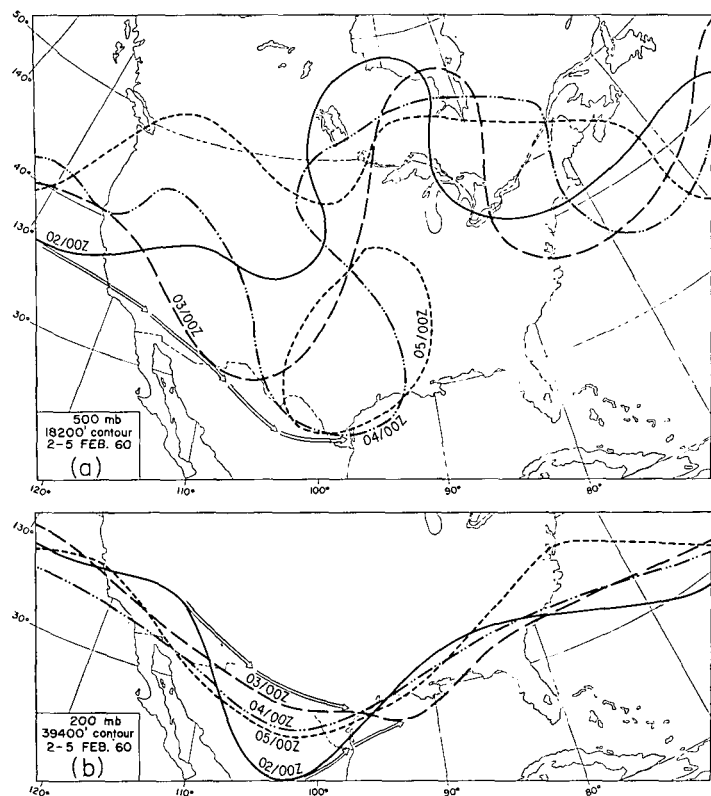 50°
140°
40°
130°
30°
02/00Z
03/00Z
04/00Z
05/00Z
500 mb
18200' contour
2-5 FEB. 60
(a)
120°
110°
100°
90°
80°
130°
30°
03/00Z
04/00Z
05/00Z
02/00Z
200 mb
39400' contour
2-5 FEB. 60
(b)
120°
110°
100°
90°
80°